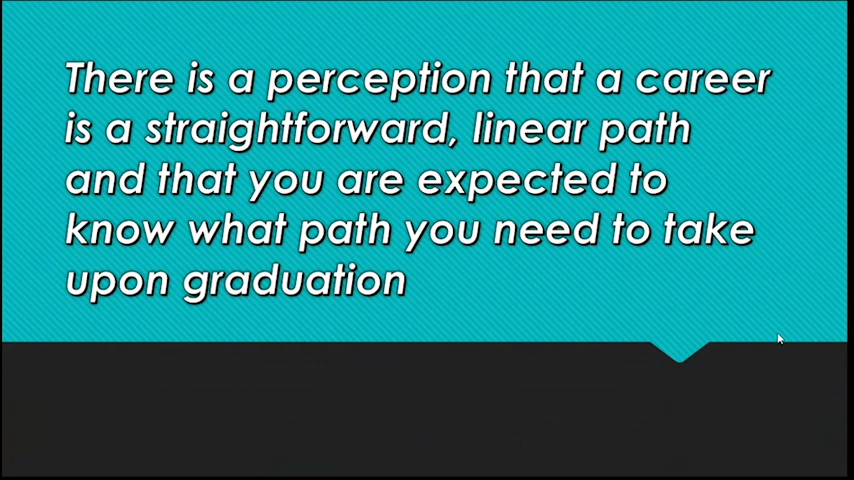 There is a perception that a career
is a straightforward, linear path
and that you are expected to
know what path you need to take
upon graduation